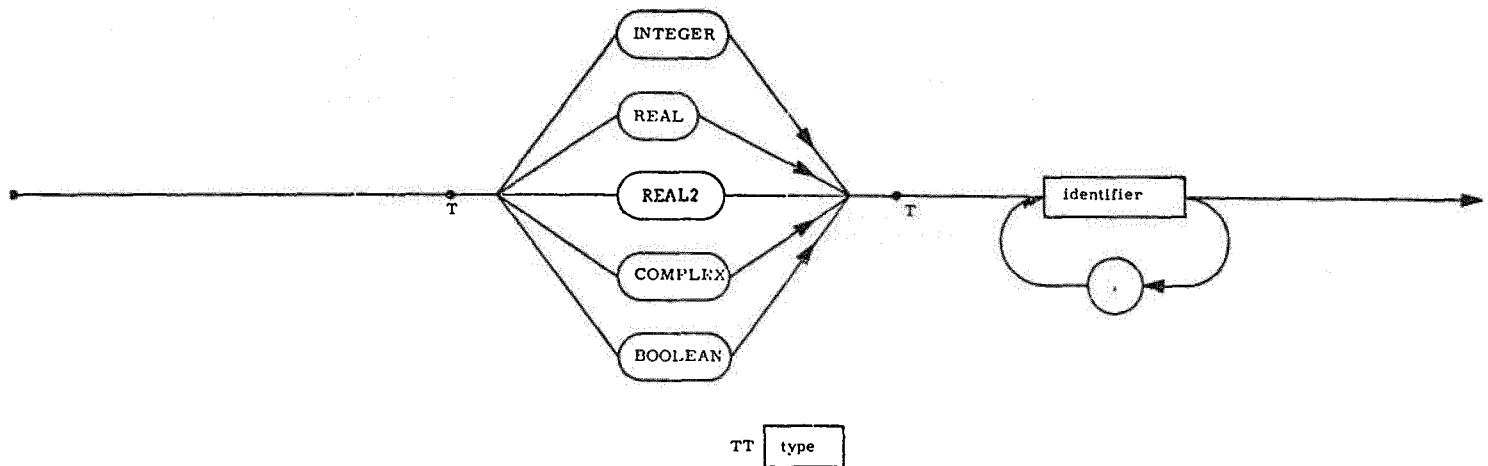 INTEGER
REAL
REAL2
T
T
identifier
COMPLEX
,
BOOLEAN
TT type